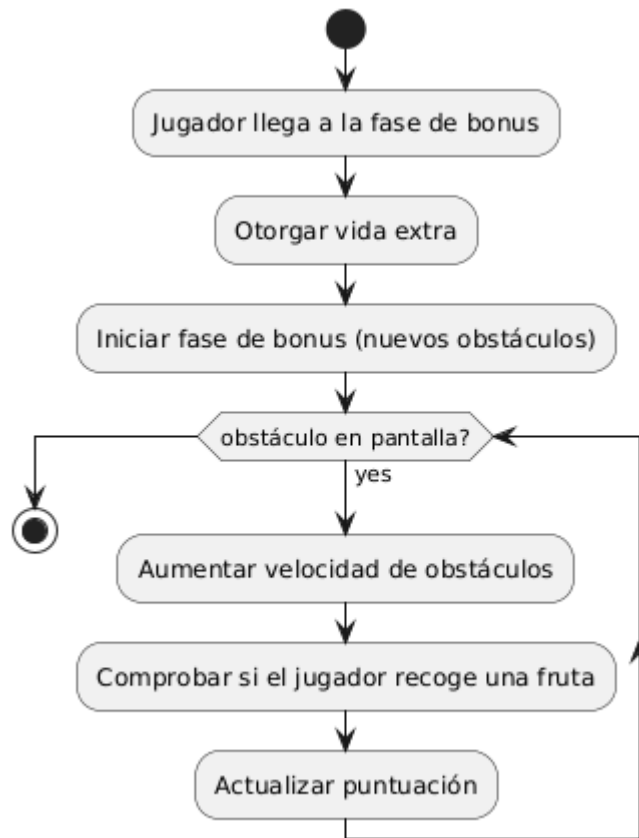 Jugador llega a la fase de bonus
Otorgar vida extra
Iniciar fase de bonus (nuevos obstáculos)
obstáculo en pantalla?
yes
Aumentar velocidad de obstáculos
Comprobar si el jugador recoge una fruta
Actualizar puntuación